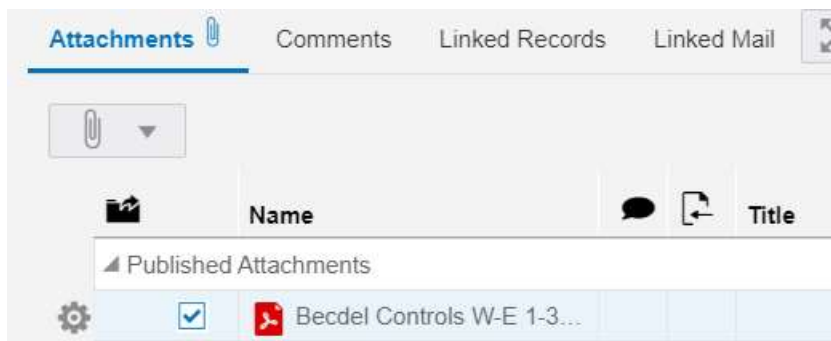 Attachments Comments Linked Records Linked Mail
Name Title
Published Attachments
Becdel Controls W-E 1-3...